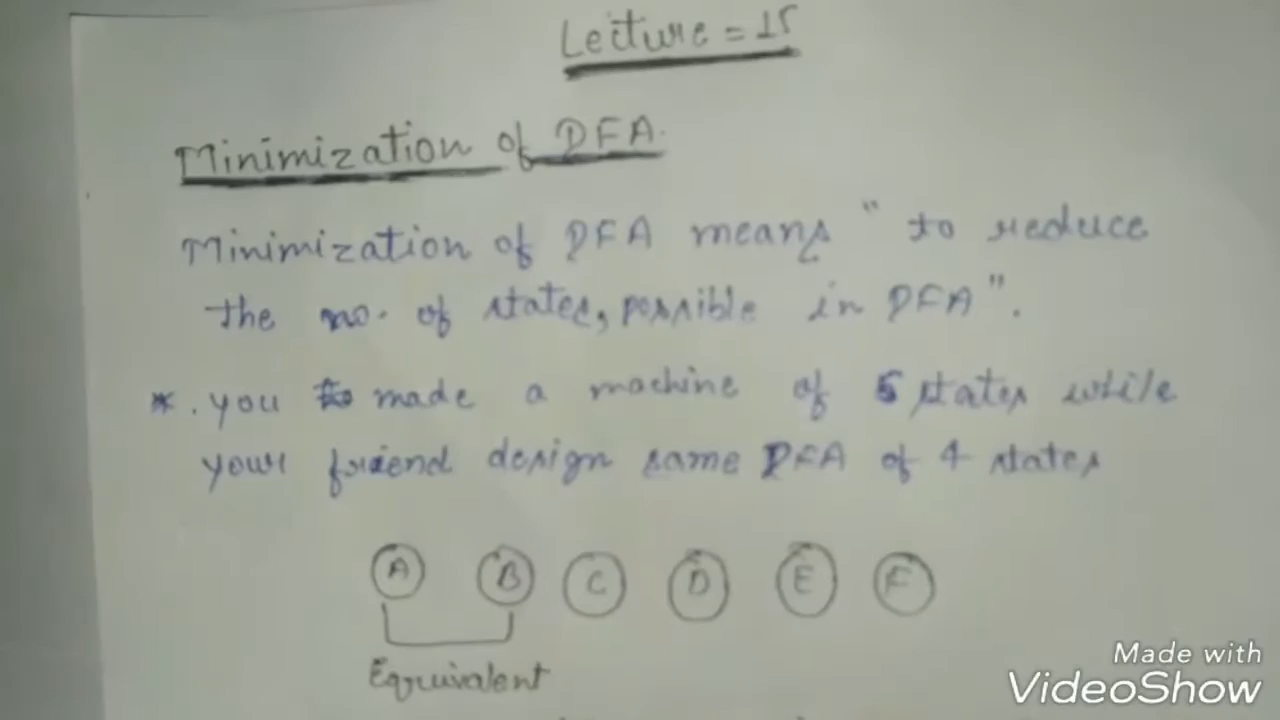 Lecture = 15
Minimization of DFA.
Minimization of DFA means " to reduce
the no. of states, possible in DFA".
*. you made a machine of 5 states while
your friend design same DFA of 4 states
A B C D E F
Equivalent
Made with
VideoShow